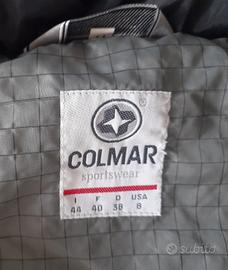 ®
COLMAR
sportswear
I F D USA
44 40 38 8
subito